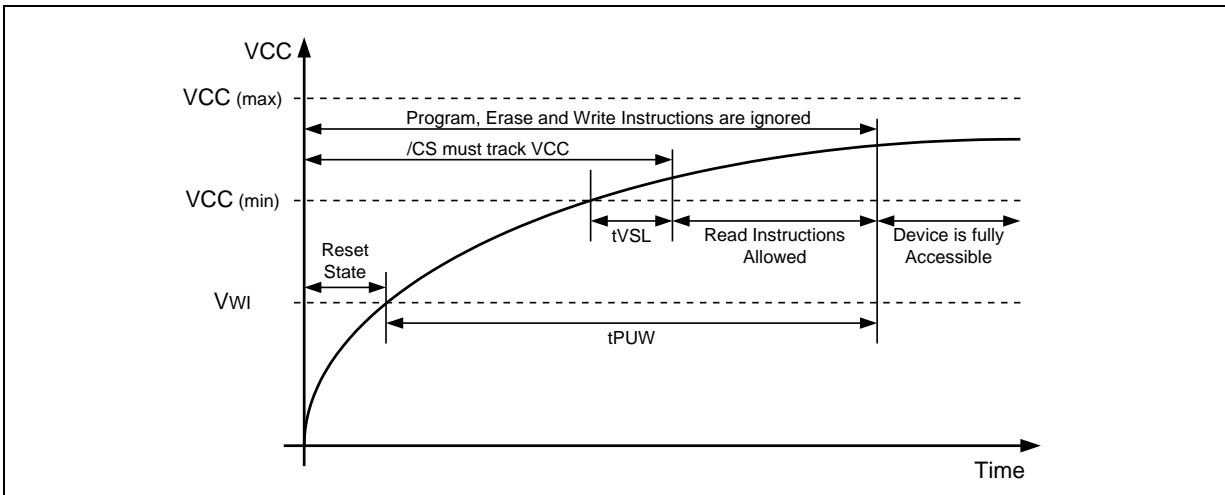 VCC
VCC (max)
Program, Erase and Write Instructions are ignored
/CS must track VCC
VCC (min)
tVSL
Read Instructions
Allowed
Device is fully
Accessible
Reset
State
VWI
tPUW
Time